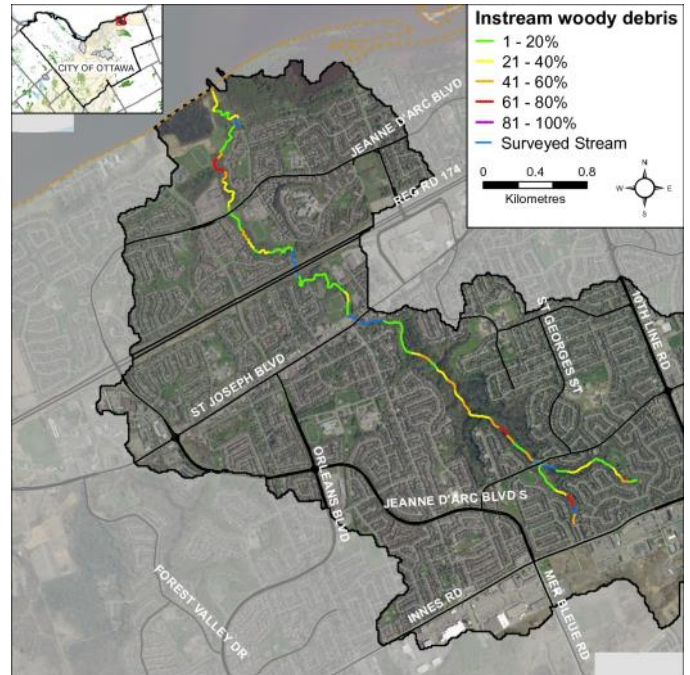 CITY OF OTTAWA
Instream woody debris
1 - 20%
21 - 40%
41 - 60%
61 - 80%
81 - 100%
Surveyed Stream
0 0.4 0.8
Kilometres
N
W E
S
JEANNE D'ARC BLVD
REG RD 174
ST JOSEPH BLVD
ST GEORGES ST
10TH LINE RD
ORLEANS BLVD
JEANNE D'ARC BLVD S
FOREST VALLEY DR
INNES RD
MER BLEUE RD